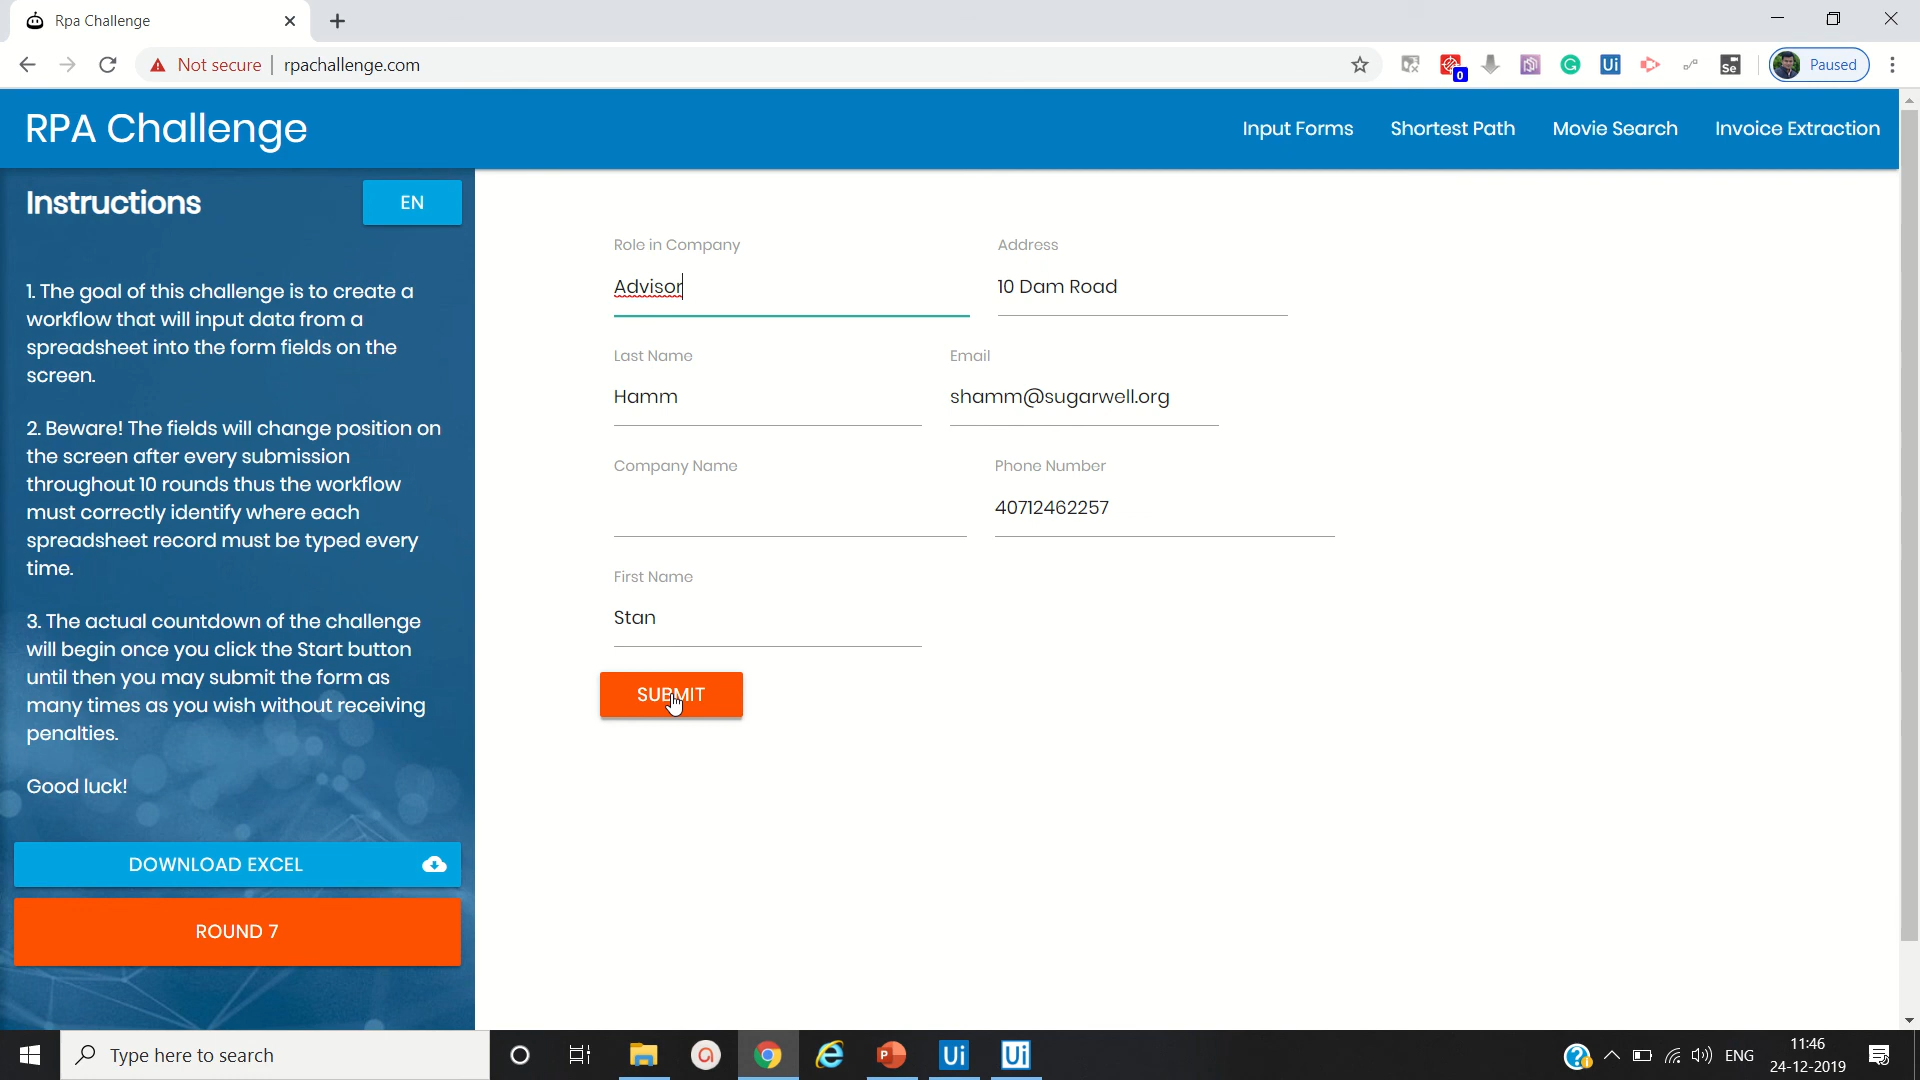 Rpa Challenge
Not secure
rpachallenge.com
0
Ui
Se
Paused
RPA Challenge
Input Forms
Shortest Path
Movie Search
Invoice Extraction
Instructions
EN
1. The goal of this challenge is to create a
workflow that will input data from a
spreadsheet into the form fields on the
screen.
2. Beware! The fields will change position on
the screen after every submission
throughout 10 rounds thus the workflow
must correctly identify where each
spreadsheet record must be typed every
time.
3. The actual countdown of the challenge
will begin once you click the Start button
until then you may submit the form as
many times as you wish without receiving
penalties.
Good luck!
DOWNLOAD EXCEL
ROUND 7
Role in Company
Address
Advisor
10 Dam Road
Last Name
Email
Hamm
shamm@sugarwell.org
Company Name
Phone Number
40712462257
First Name
Stan
SUBMIT
Type here to search
Ui
Ui
ENG
11:46
24-12-2019